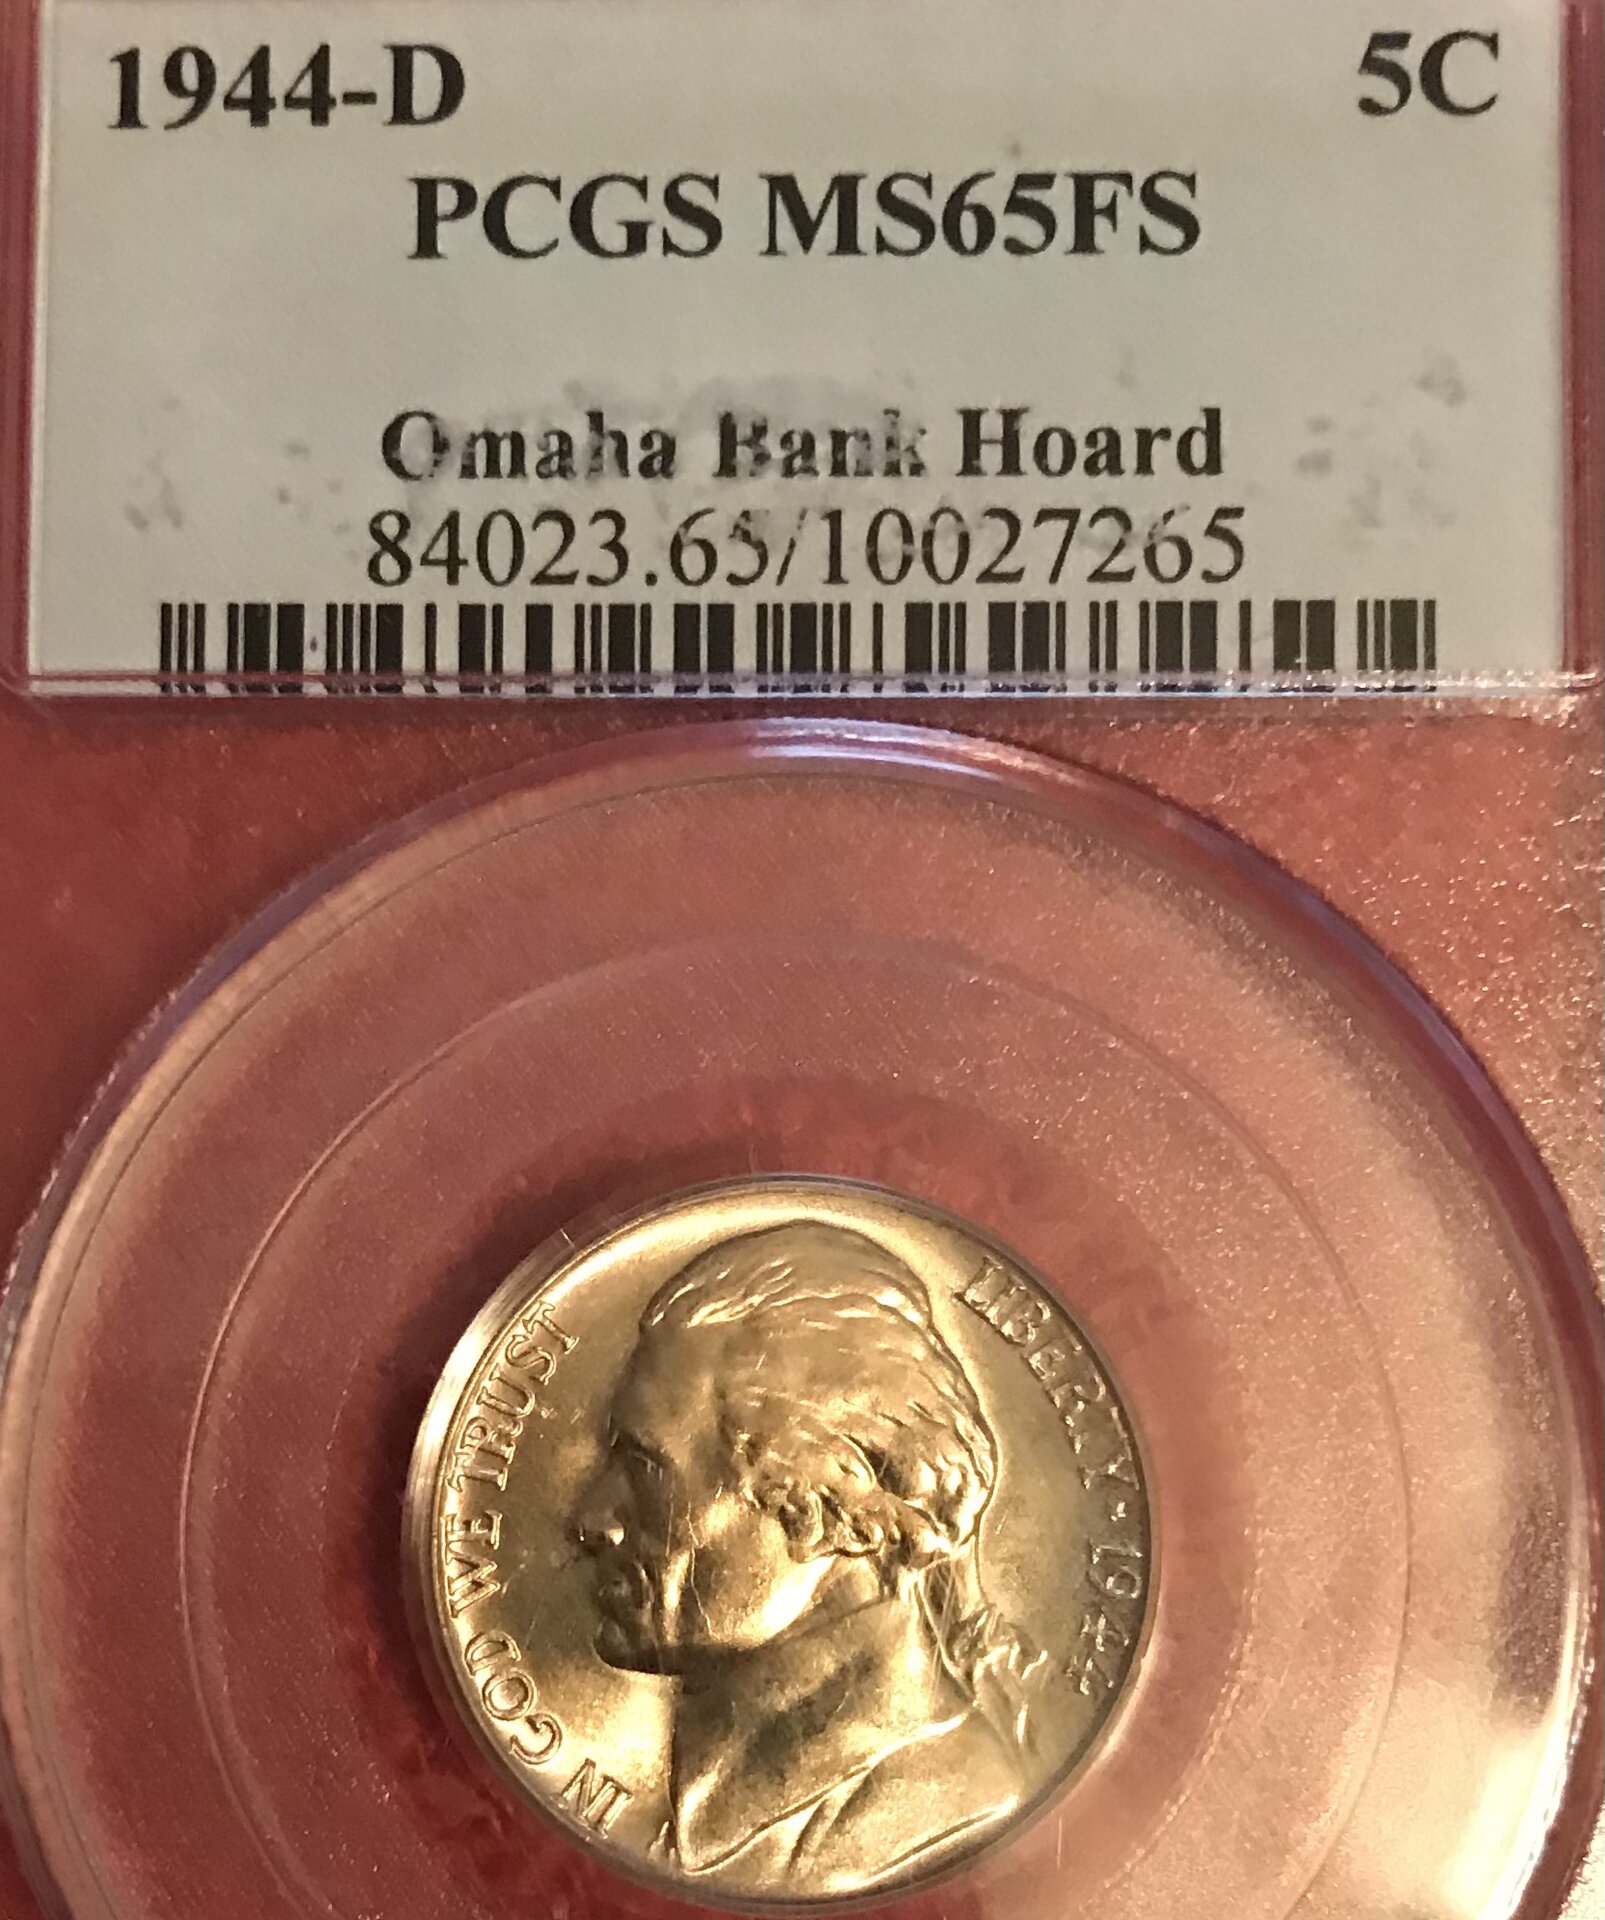 1944-D 5C
PCGS MS65FS
Omaha Bank Hoard
84023.65/10027265
IN GOD WE TRUST
LIBERTY · 1944